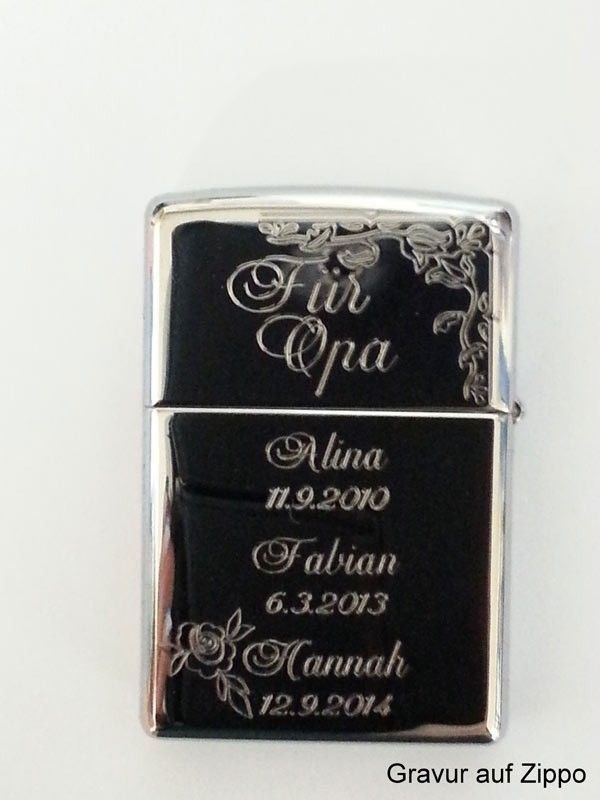 Für
Opa
Alina
11.9.2010
Fabian
6.3.2013
Hannah
12.9.2014
Gravur auf Zippo